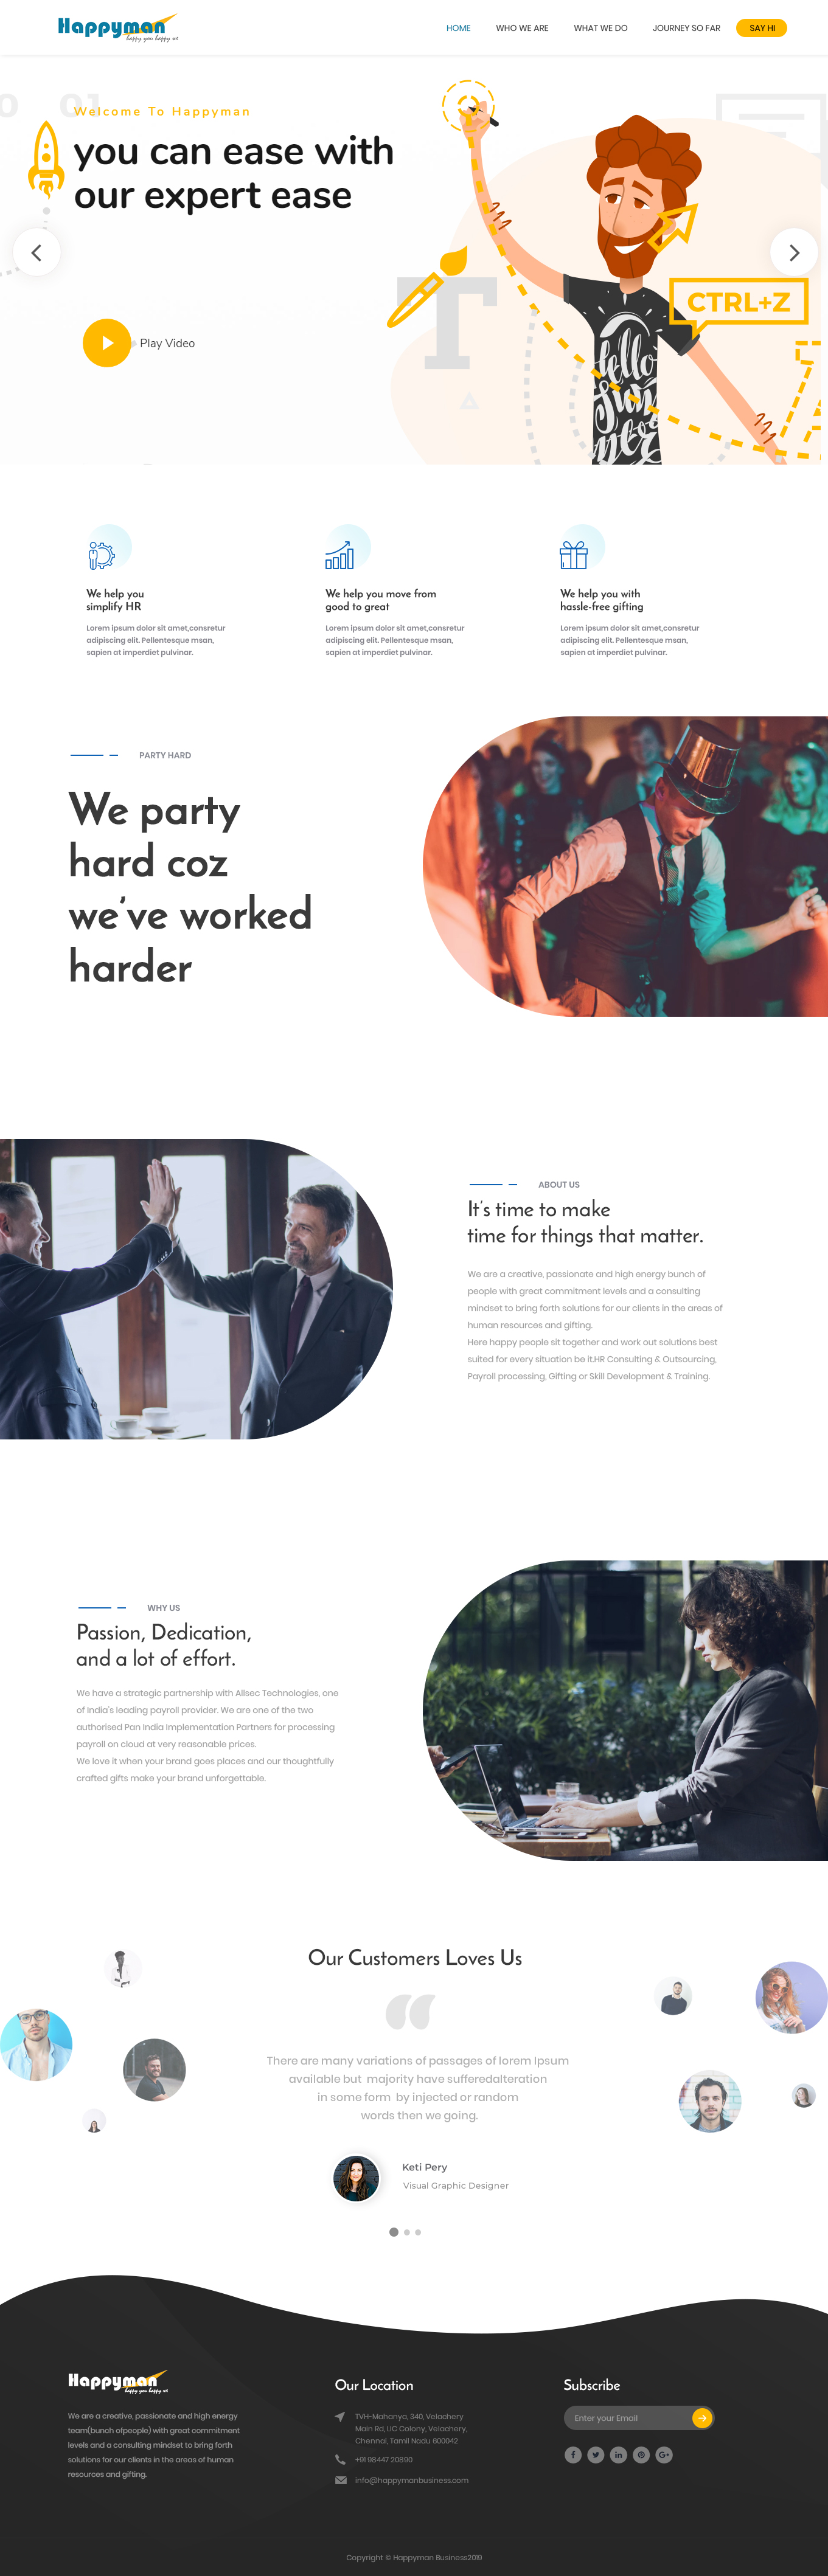 Happyman
happy you happy us
HOME
WHO WE ARE
WHAT WE DO
JOURNEY SO FAR
SAY HI
01
Welcome To Happyman
you can ease with
our expert ease
Play Video
T
CTRL+Z
We help you
simplify HR
Lorem ipsum dolor sit amet,consretur
adipiscing elit. Pellentesque msan,
sapien at imperdiet pulvinar.
We help you move from
good to great
Lorem ipsum dolor sit amet,consretur
adipiscing elit. Pellentesque msan,
sapien at imperdiet pulvinar.
We help you with
hassle-free gifting
Lorem ipsum dolor sit amet,consretur
adipiscing elit. Pellentesque msan,
sapien at imperdiet pulvinar.
PARTY HARD
We party
hard coz
we've worked
harder
ABOUT US
It's time to make
time for things that matter.
We are a creative, passionate and high energy bunch of
people with great commitment levels and a consulting
mindset to bring forth solutions for our clients in the areas of
human resources and gifting.
Here happy people sit together and work out solutions best
suited for every situation be it.HR Consulting & Outsourcing,
Payroll processing, Gifting or Skill Development & Training.
WHY US
Passion, Dedication,
and a lot of effort.
We have a strategic partnership with Allsec Technologies, one
of India's leading payroll provider. We are one of the two
authorised Pan India Implementation Partners for processing
payroll on cloud at very reasonable prices.
We love it when your brand goes places and our thoughtfully
crafted gifts make your brand unforgettable.
Our Customers Loves Us
There are many variations of passages of lorem Ipsum
available but majority have sufferedalteration
in some form by injected or random
words then we going.
Keti Pery
Visual Graphic Designer
Happyman
happy you happy us
We are a creative, passionate and high energy
team(bunch ofpeople) with great commitment
levels and a consulting mindset to bring forth
solutions for our clients in the areas of human
resources and gifting.
Our Location
TVH-Mahanya, 340, Velachery
Main Rd, LIC Colony, Velachery,
Chennai, Tamil Nadu 600042
+91 98447 20890
info@happymanbusiness.com
Subscribe
Enter your Email
Copyright © Happyman Business2019